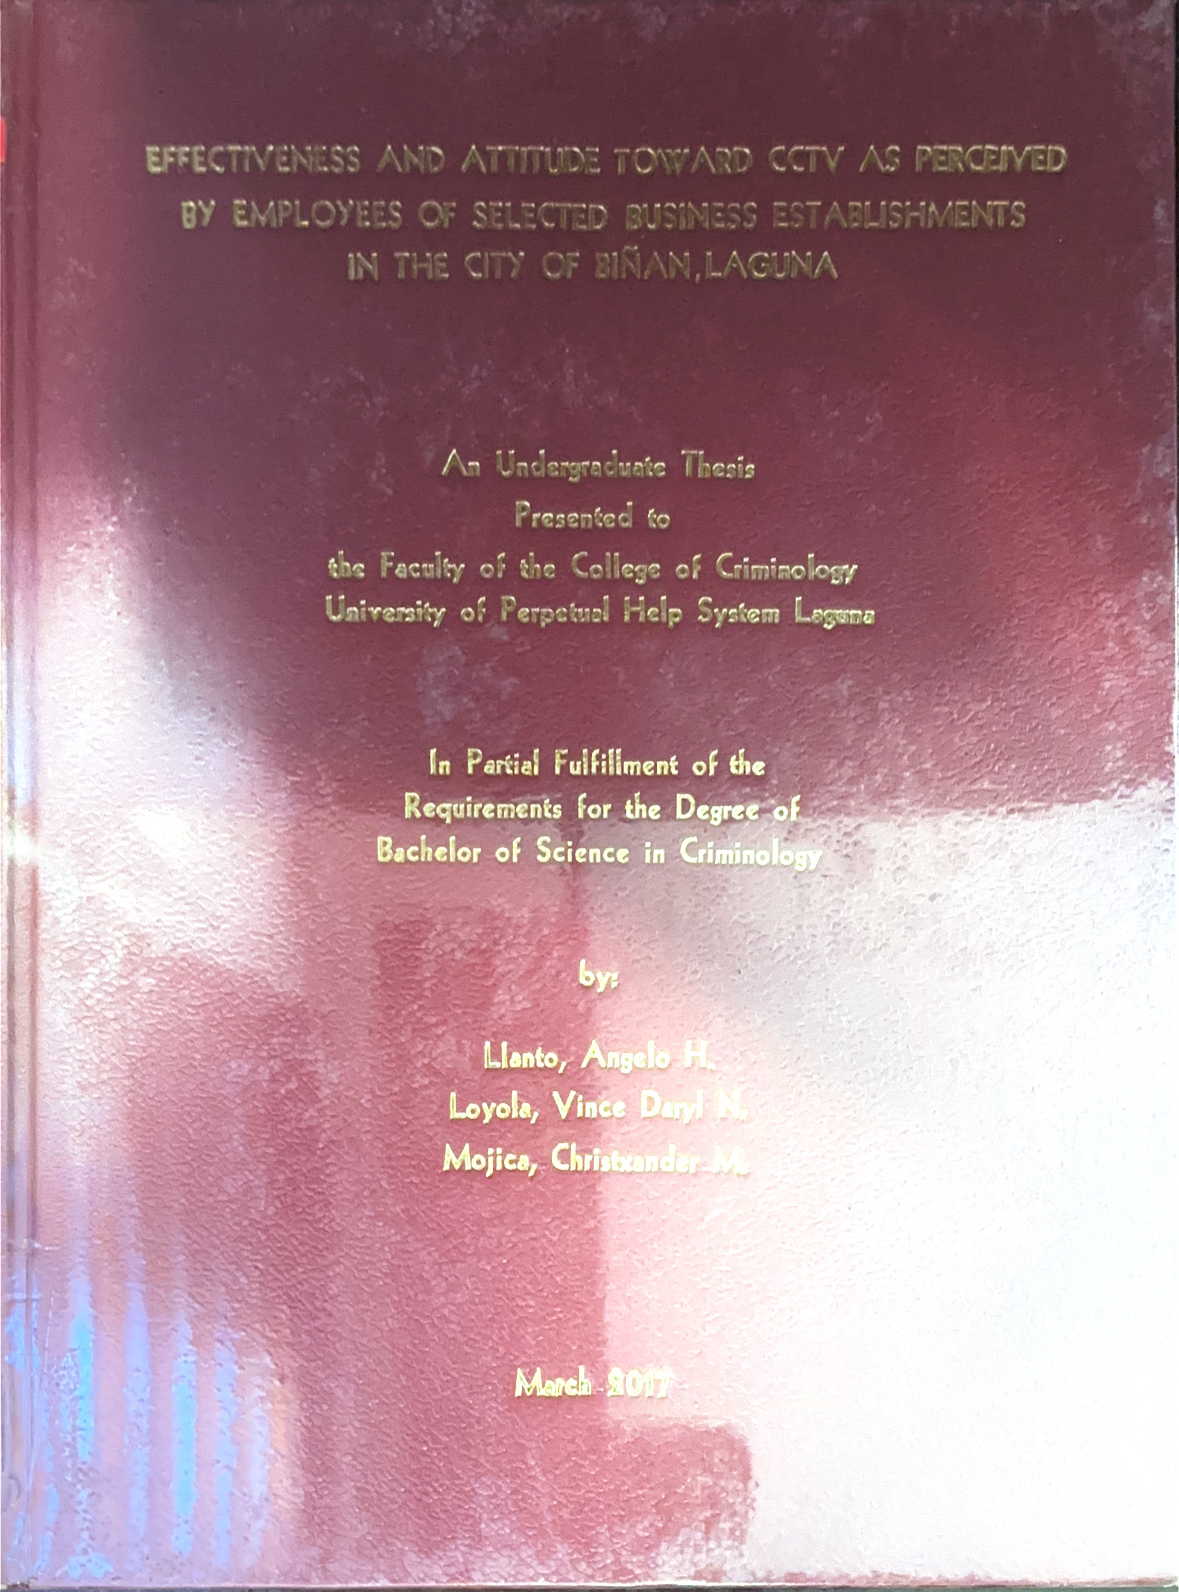 EFFECTIVENESS AND ATTITUDE TOWARD CCTV AS PERCEIVED
BY EMPLOYEES OF SELECTED BUSINESS ESTABLISHMENTS
IN THE CITY OF BIÑAN, LAGUNA
An Undergraduate Thesis
Presented to
the Faculty of the College of Criminology
University of Perpetual Help System Laguna
In Partial Fulfillment of the
Requirements for the Degree of
Bachelor of Science in Criminology
by:
Llanto, Angelo H.
Loyola, Vince Daryl N.
Mojica, Christxander M.
March 2017